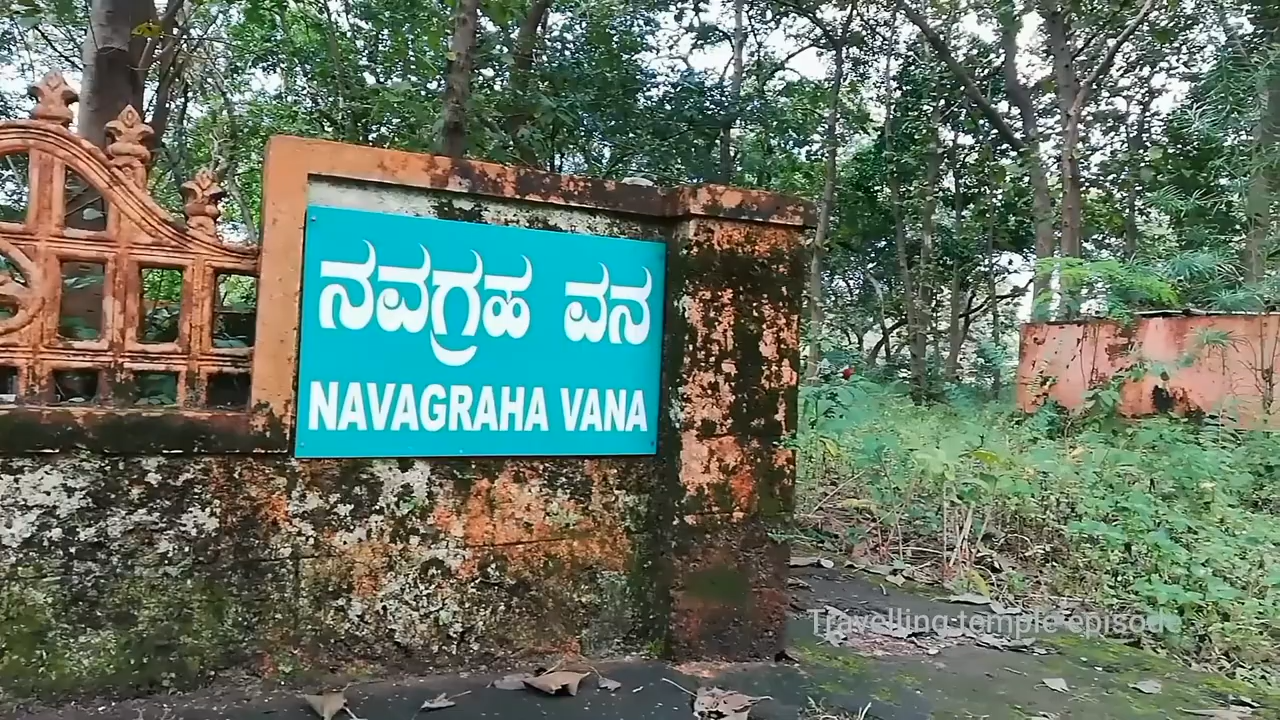 ನವಗ್ರಹ ವನ
NAVAGRAHA VANA
Travelling temple episode